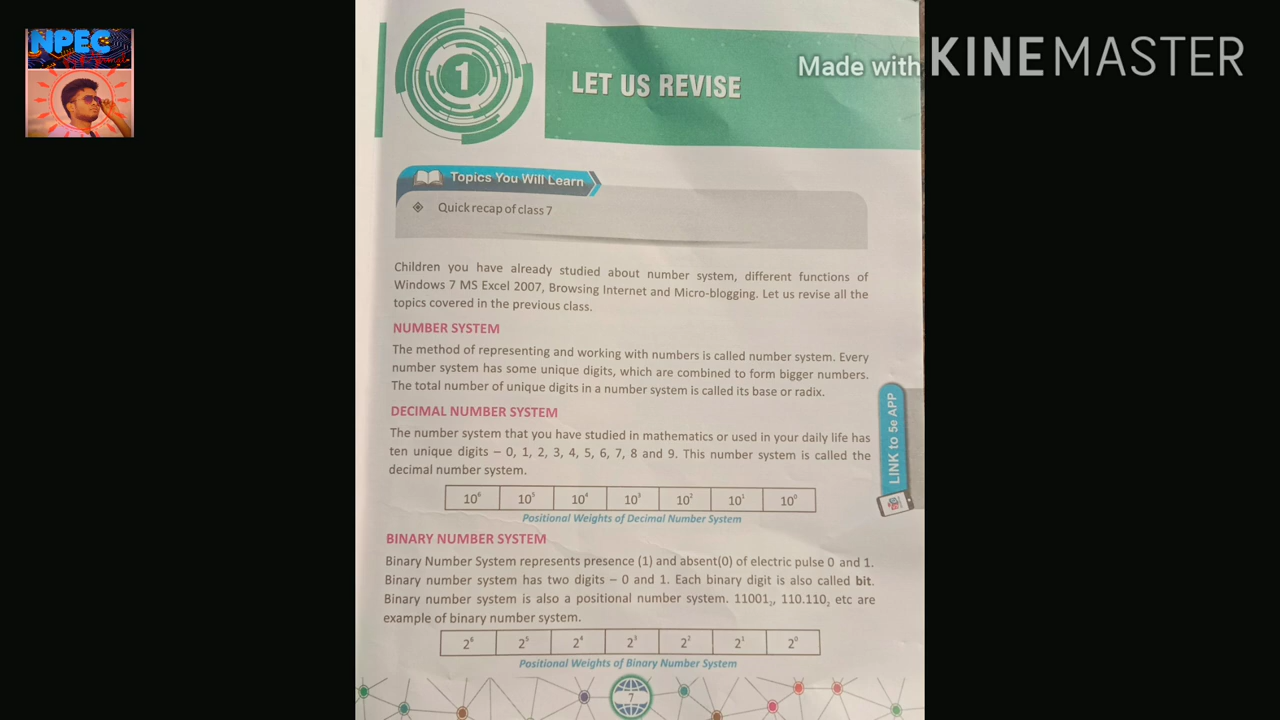 NPEC
Made with KINEMASTER
1
LET US REVISE
Topics You Will Learn
Quick recap of class 7
Children you have already studied about number system, different functions of
Windows 7 MS Excel 2007, Browsing Internet and Micro-blogging. Let us revise all the
topics covered in the previous class.
NUMBER SYSTEM
The method of representing and working with numbers is called number system. Every
number system has some unique digits, which are combined to form bigger numbers.
The total number of unique digits in a number system is called its base or radix.
DECIMAL NUMBER SYSTEM
The number system that you have studied in mathematics or used in your daily life has
ten unique digits – 0, 1, 2, 3, 4, 5, 6, 7, 8 and 9. This number system is called the
decimal number system.
LINK to 5e APP
10⁶ 10⁵ 10⁴ 10³ 10² 10¹ 10⁰
Positional Weights of Decimal Number System
BINARY NUMBER SYSTEM
Binary Number System represents presence (1) and absent(0) of electric pulse 0 and 1.
Binary number system has two digits – 0 and 1. Each binary digit is also called bit.
Binary number system is also a positional number system. 11001₂, 110.110₂ etc are
example of binary number system.
2⁶ 2⁵ 2⁴ 2³ 2² 2¹ 2⁰
Positional Weights of Binary Number System
7